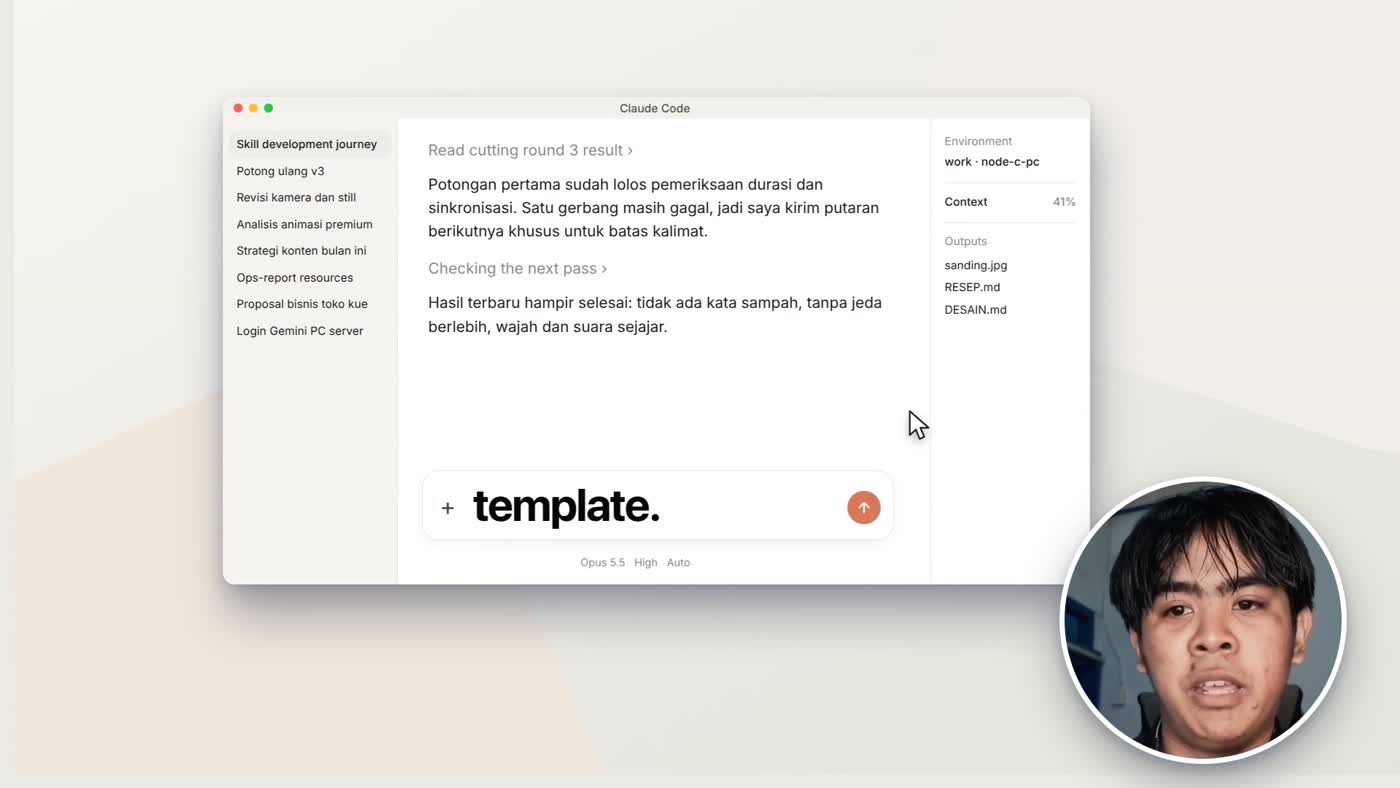 Claude Code
Skill development journey
Potong ulang v3
Revisi kamera dan still
Analisis animasi premium
Strategi konten bulan ini
Ops-report resources
Proposal bisnis toko kue
Login Gemini PC server
Read cutting round 3 result ›
Potongan pertama sudah lolos pemeriksaan durasi dan
sinkronisasi. Satu gerbang masih gagal, jadi saya kirim putaran
berikutnya khusus untuk batas kalimat.
Checking the next pass ›
Hasil terbaru hampir selesai: tidak ada kata sampah, tanpa jeda
berlebih, wajah dan suara sejajar.
+ template.
Opus 5.5 High Auto
Environment
work · node-c-pc
Context 41%
Outputs
sanding.jpg
RESEP.md
DESAIN.md